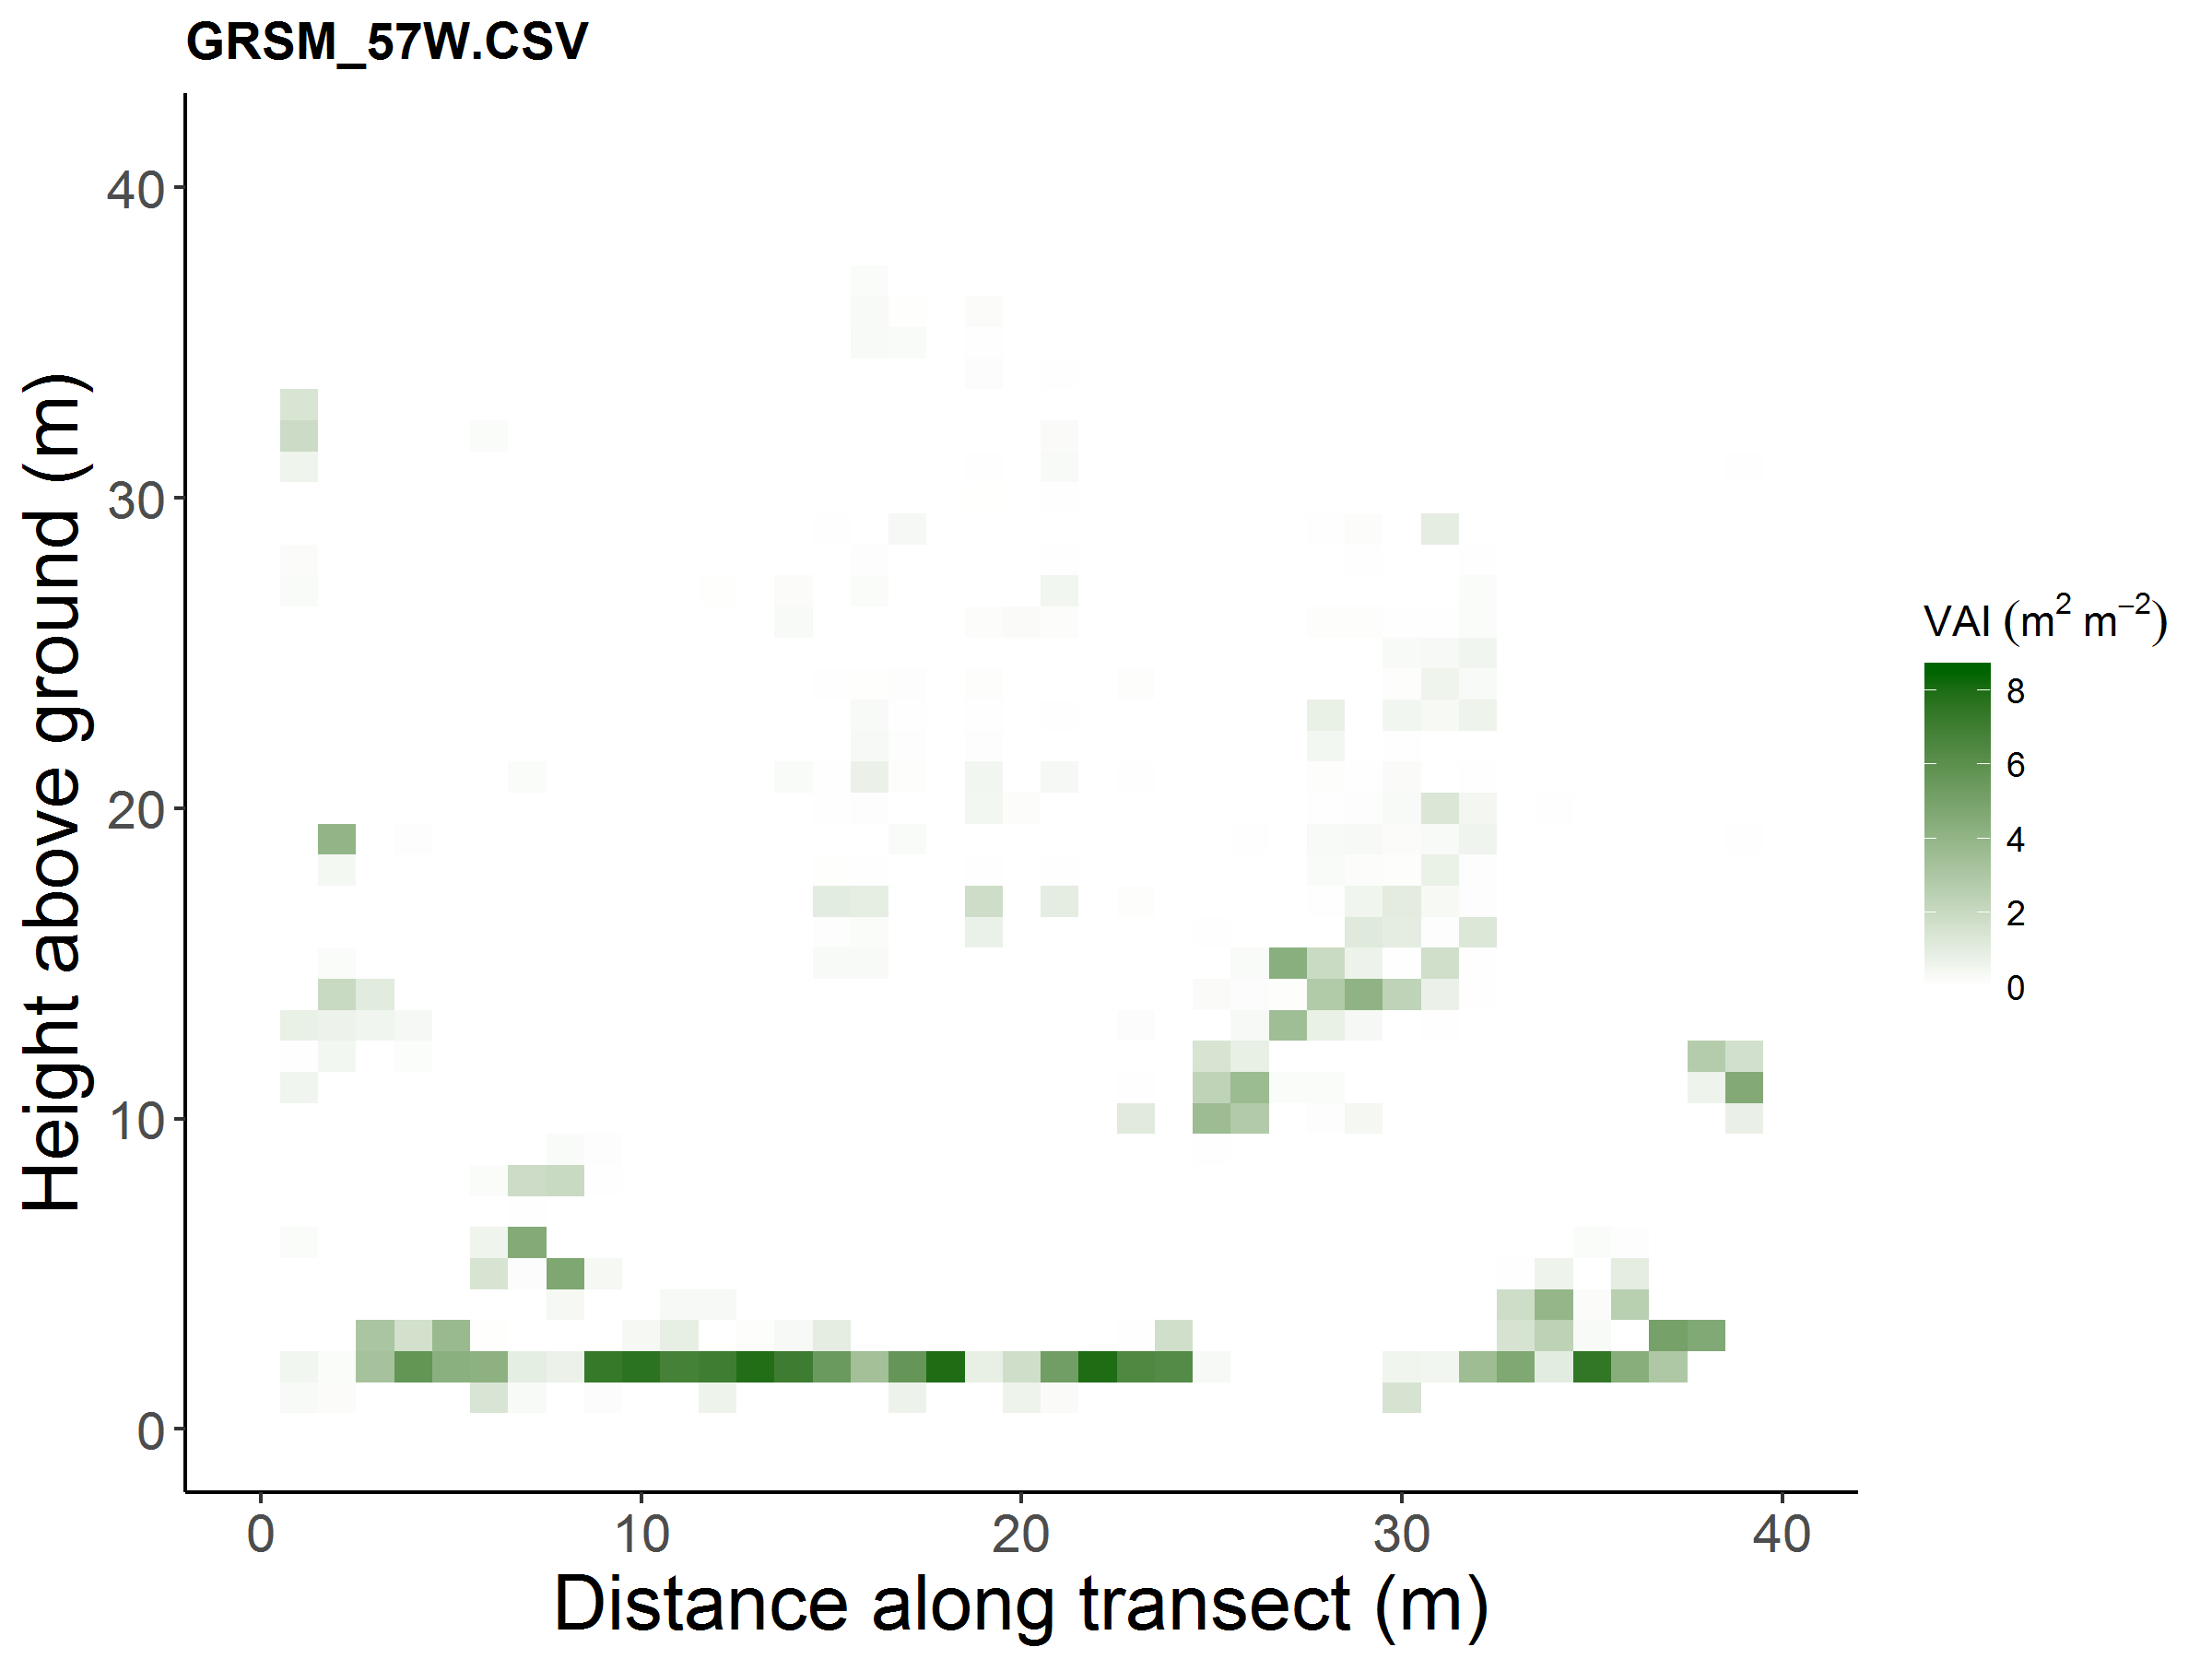 GRSM_57W.CSV
Height above ground (m)
40
30
20
10
0
0 10 20 30 40
Distance along transect (m)
VAI (m² m⁻²)
8
6
4
2
0